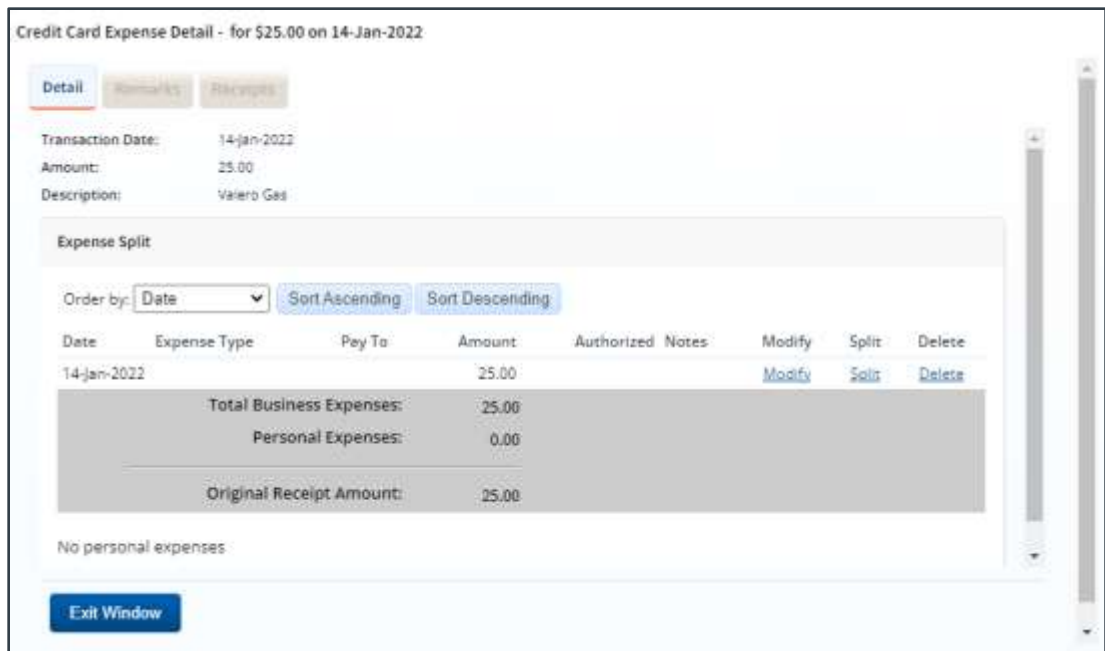 Credit Card Expense Detail - for $25.00 on 14-Jan-2022
Detail Remarks Receipts
Transaction Date: 14-Jan-2022
Amount: 25.00
Description: Valero Gas
Expense Split
Order by: Date Sort Ascending Sort Descending
Date Expense Type Pay To Amount Authorized Notes Modify Split Delete
14-Jan-2022 25.00 Modify Split Delete
Total Business Expenses: 25.00
Personal Expenses: 0.00
Original Receipt Amount: 25.00
No personal expenses
Exit Window